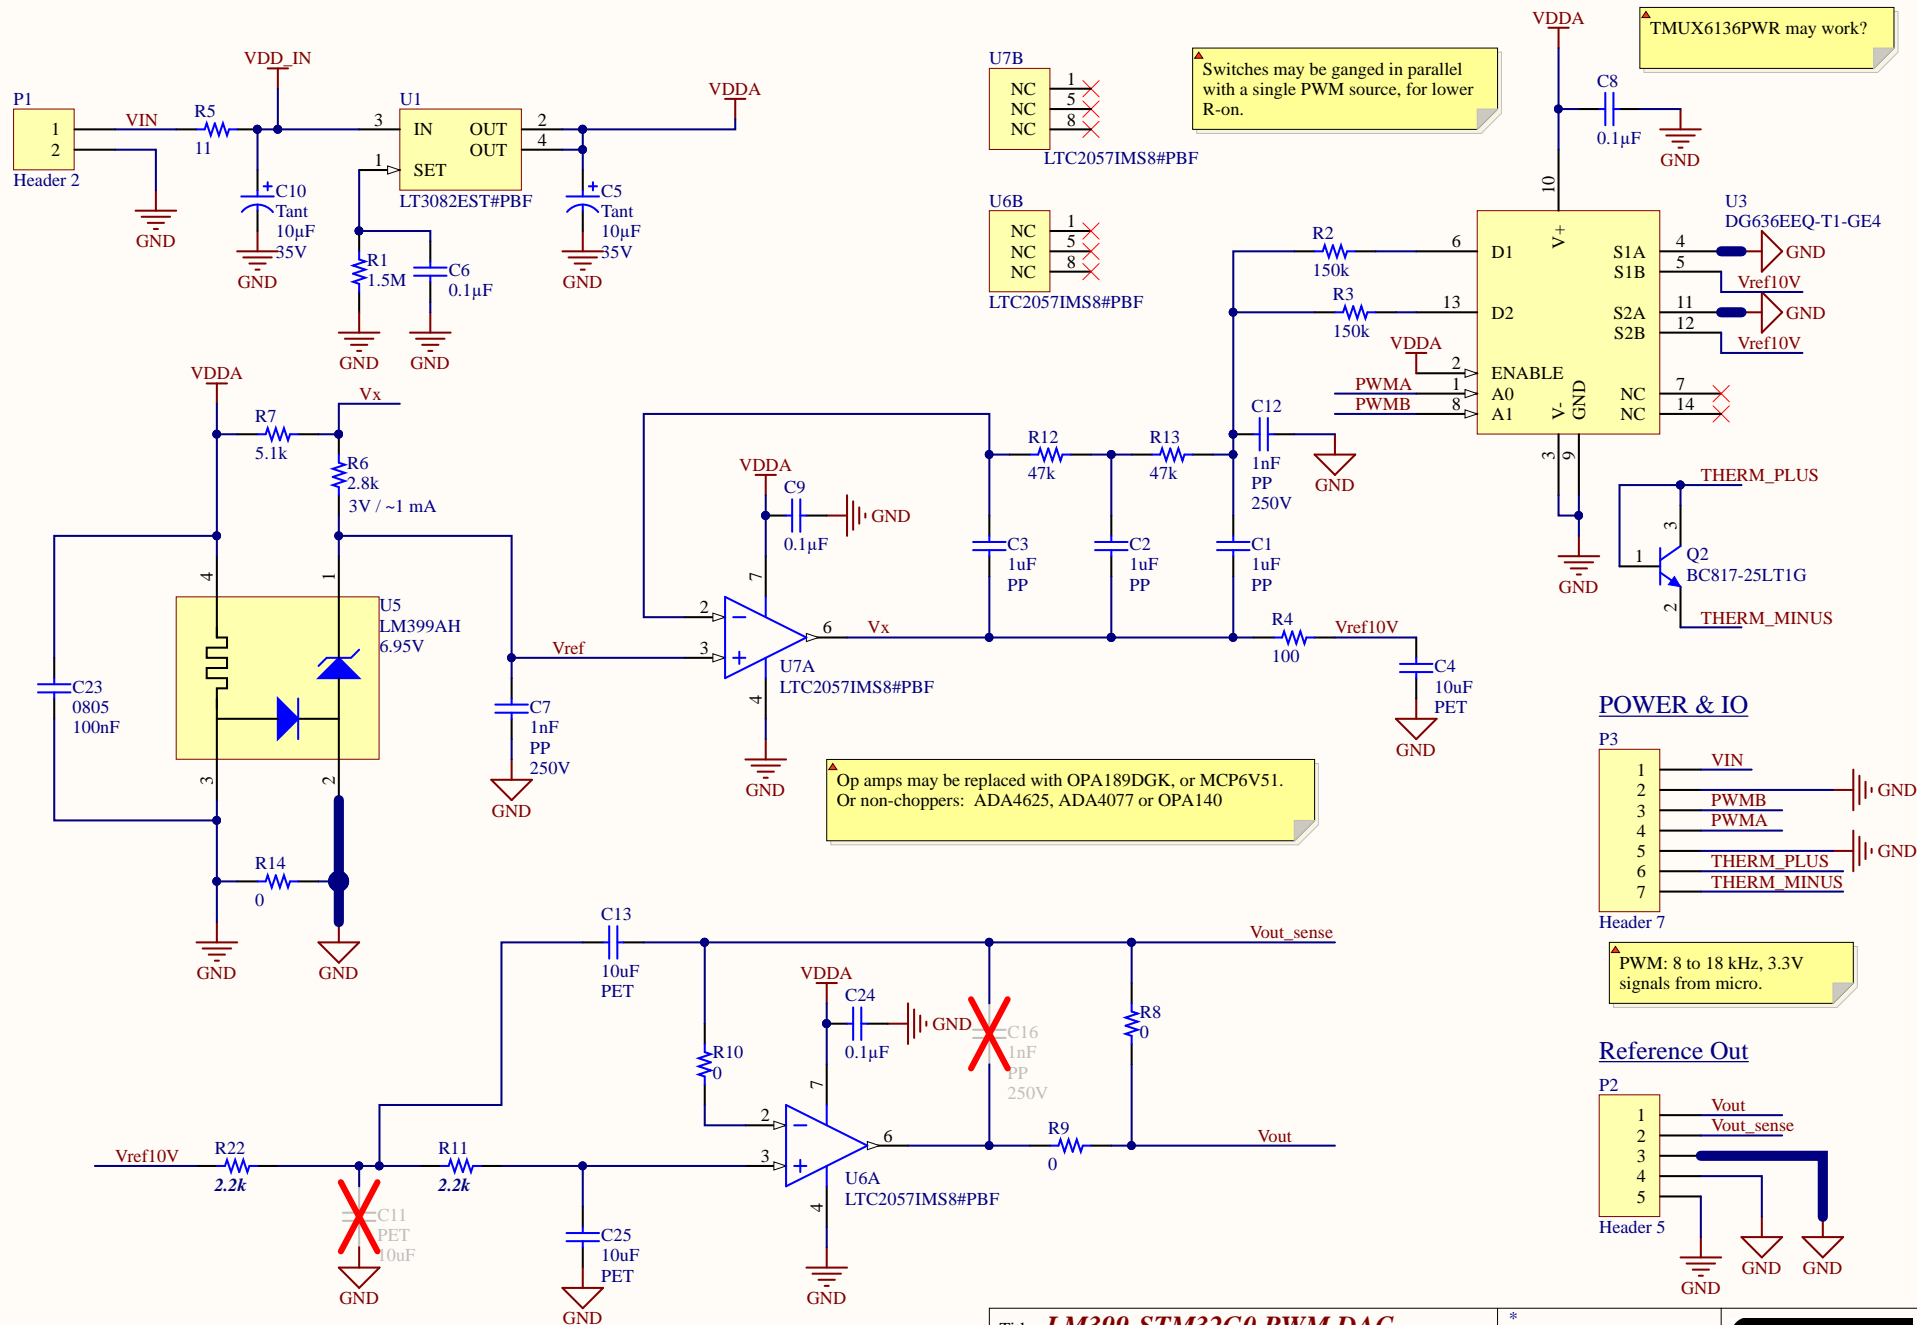 VDDA
TMUX6136PWR may work?
VDD_IN
U7B
NC 1
NC 5
NC 8
LTC2057IMS8#PBF
Switches may be ganged in parallel
with a single PWM source, for lower
R-on.
C8
0.1µF
GND
P1
1
2
Header 2
VIN
R5
11
GND
C10
Tant
10µF
35V
GND
U1
3 IN
OUT 2
OUT 4
1 SET
LT3082EST#PBF
VDDA
C5
Tant
10µF
35V
GND
R1
1.5M
GND
C6
0.1µF
GND
U6B
NC 1
NC 5
NC 8
LTC2057IMS8#PBF
10
V+
U3
DG636EEQ-T1-GE4
R2
150k
6 D1
S1A 4
GND
S1B 5
Vref10V
R3
150k
13 D2
S2A 11
GND
S2B 12
Vref10V
VDDA
2 ENABLE
PWMA
1 A0
PWMB
8 A1
V-
GND
NC 7
NC 14
3
9
GND
VDDA
Vx
R7
5.1k
R6
2.8k
3V / ~1 mA
4
1
U5
LM399AH
6.95V
3
2
C23
0805
100nF
R14
0
GND
GND
Vref
C7
1nF
PP
250V
GND
VDDA
C9
0.1µF
GND
7
2
3
6
4
U7A
LTC2057IMS8#PBF
GND
Vx
R12
47k
R13
47k
C12
1nF
PP
250V
GND
C3
1uF
PP
C2
1uF
PP
C1
1uF
PP
R4
100
Vref10V
C4
10uF
PET
GND
THERM_PLUS
3
1
2
Q2
BC817-25LT1G
THERM_MINUS
Op amps may be replaced with OPA189DGK, or MCP6V51.
Or non-choppers: ADA4625, ADA4077 or OPA140
POWER & IO
P3
1 VIN
2 GND
3 PWMB
4 PWMA
5 GND
6 THERM_PLUS
7 THERM_MINUS
Header 7
PWM: 8 to 18 kHz, 3.3V
signals from micro.
C13
10uF
PET
Vout_sense
VDDA
C24
0.1µF
GND
C16
1nF
PP
250V
R8
0
R10
0
7
2
3
6
4
U6A
LTC2057IMS8#PBF
GND
R9
0
Vout
Vref10V
R22
2.2k
R11
2.2k
C11
PET
10uF
GND
C25
10uF
PET
GND
Reference Out
P2
1 Vout
2 Vout_sense
3
4
5
Header 5
GND
GND
GND
LM399-STM32G0 PWM DAC
*